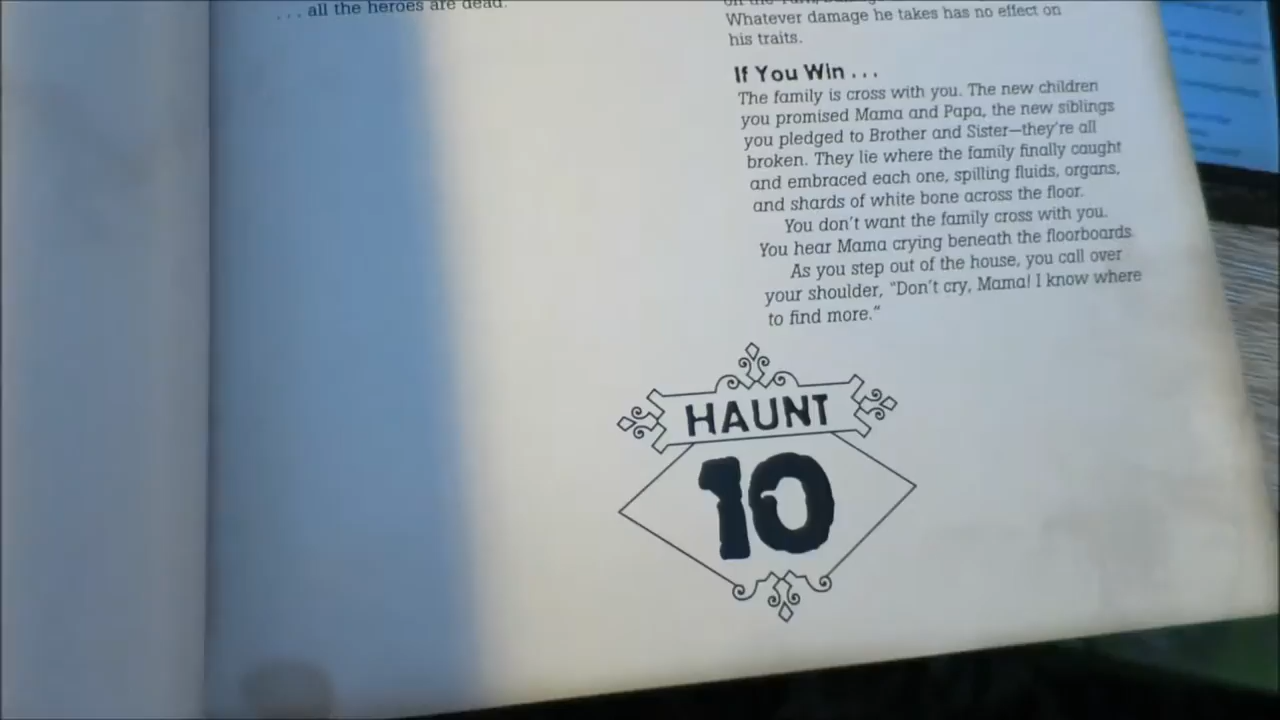 . . . all the heroes are dead.
Whatever damage he takes has no effect on
his traits.
If You Win . . .
The family is cross with you. The new children
you promised Mama and Papa, the new siblings
you pledged to Brother and Sister—they're all
broken. They lie where the family finally caught
and embraced each one, spilling fluids, organs,
and shards of white bone across the floor.
You don't want the family cross with you.
You hear Mama crying beneath the floorboards.
As you step out of the house, you call over
your shoulder, "Don't cry, Mama! I know where
to find more."
HAUNT
10